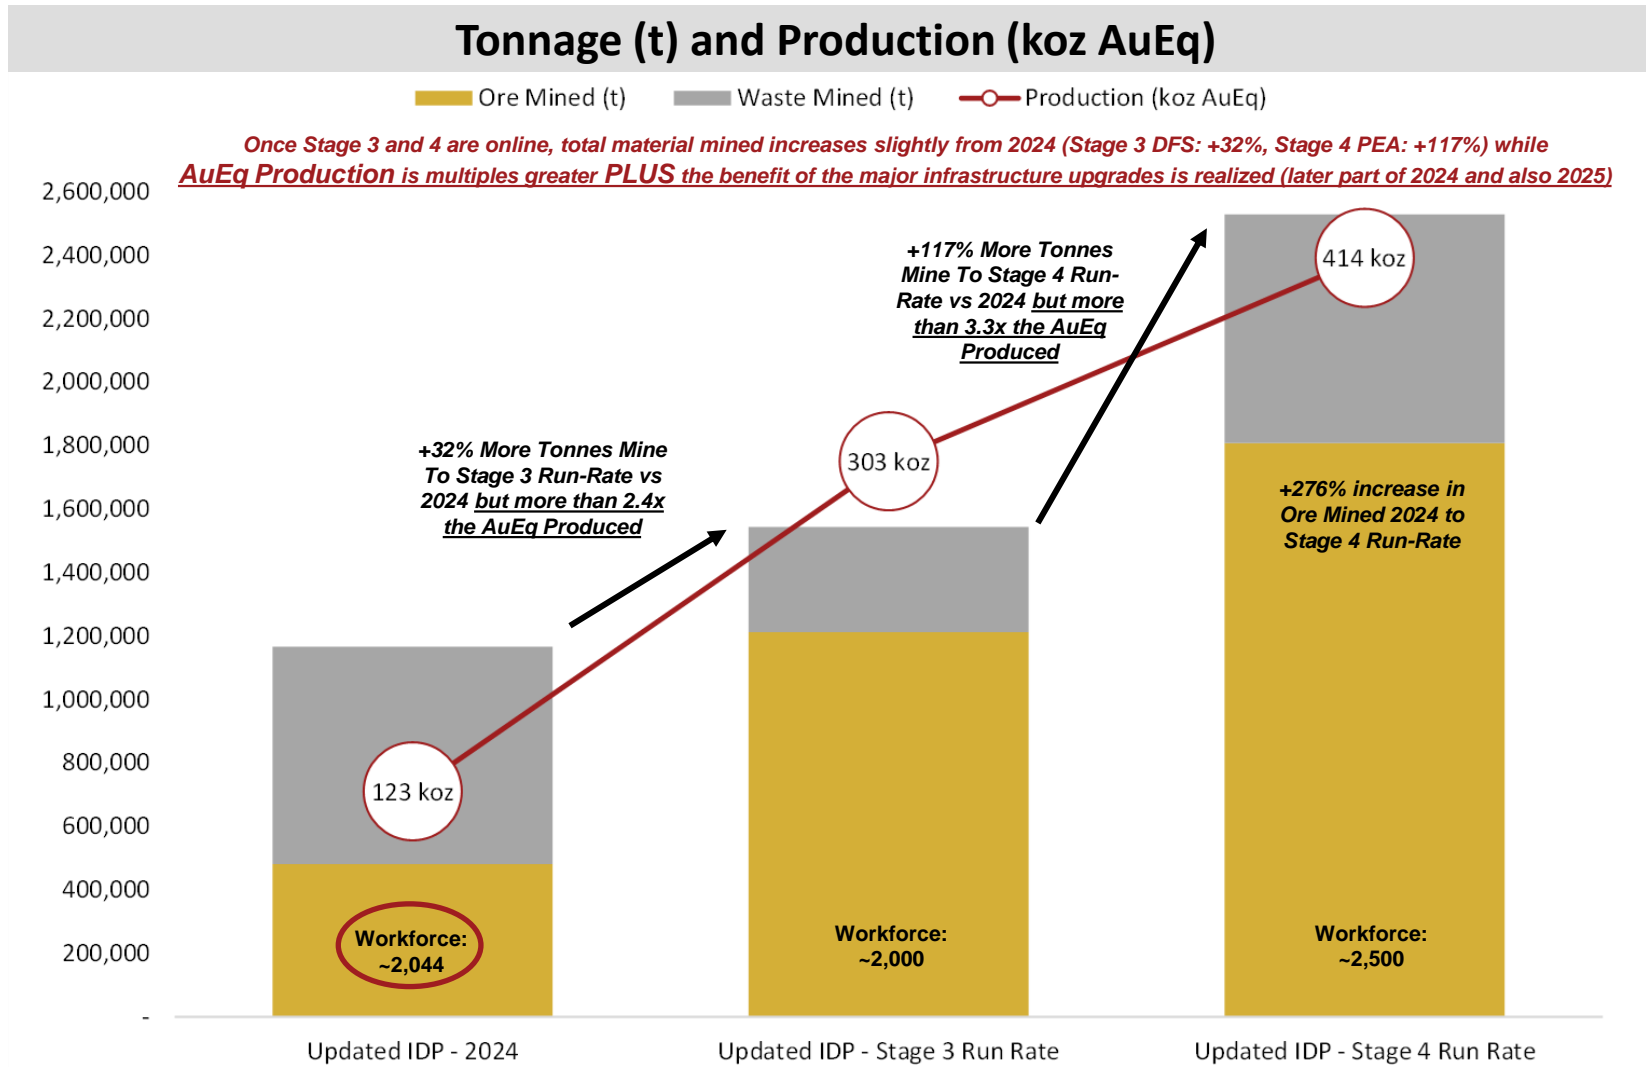 Tonnage (t) and Production (koz AuEq)
Ore Mined (t)
Waste Mined (t)
Production (koz AuEq)
Once Stage 3 and 4 are online, total material mined increases slightly from 2024 (Stage 3 DFS: +32%, Stage 4 PEA: +117%) while
AuEq Production is multiples greater PLUS the benefit of the major infrastructure upgrades is realized (later part of 2024 and also 2025)
2,600,000
2,400,000
2,200,000
2,000,000
1,800,000
1,600,000
1,400,000
1,200,000
1,000,000
800,000
600,000
400,000
200,000
-
+32% More Tonnes Mine
To Stage 3 Run-Rate vs
2024 but more than 2.4x
the AuEq Produced
+117% More Tonnes
Mine To Stage 4 Run-
Rate vs 2024 but more
than 3.3x the AuEq
Produced
+276% increase in
Ore Mined 2024 to
Stage 4 Run-Rate
123 koz
303 koz
414 koz
Workforce:
~2,044
Workforce:
~2,000
Workforce:
~2,500
Updated IDP - 2024
Updated IDP - Stage 3 Run Rate
Updated IDP - Stage 4 Run Rate